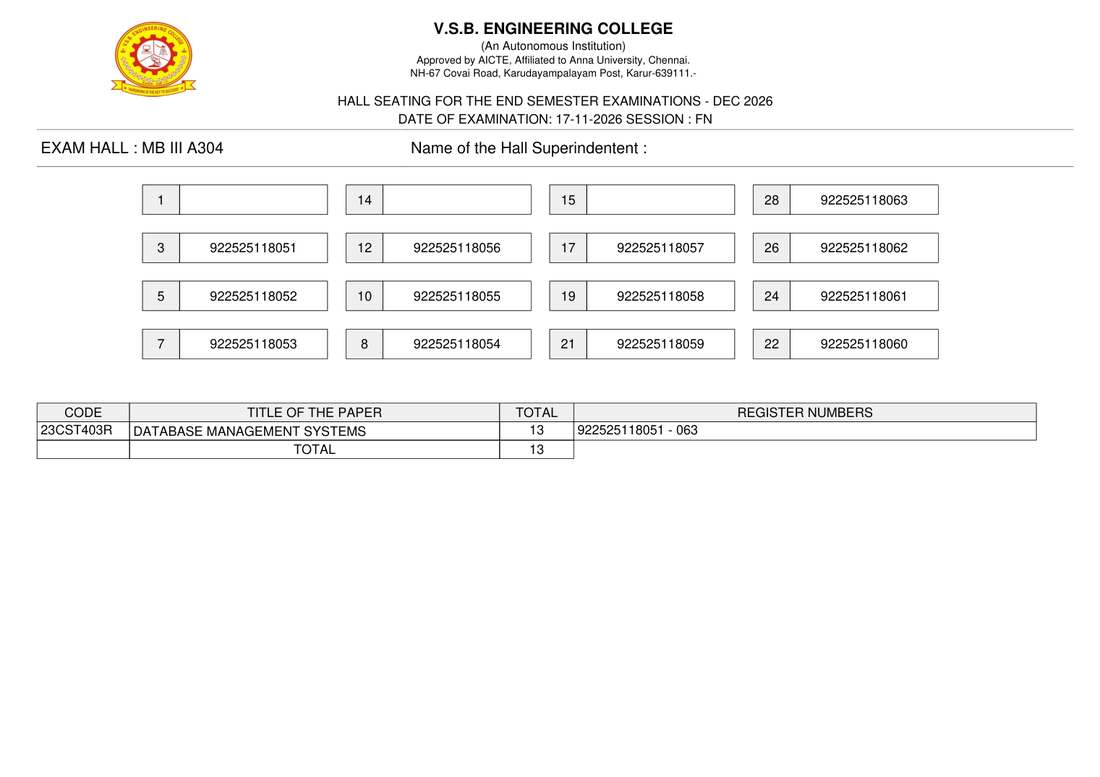 V.S.B. ENGINEERING COLLEGE
(An Autonomous Institution)
Approved by AICTE, Affiliated to Anna University, Chennai.
NH-67 Covai Road, Karudayampalayam Post, Karur-639111.-
HALL SEATING FOR THE END SEMESTER EXAMINATIONS - DEC 2026
DATE OF EXAMINATION: 17-11-2026 SESSION : FN
EXAM HALL : MB III A304 Name of the Hall Superindentent :
1 14 15 28 922525118063
3 922525118051 12 922525118056 17 922525118057 26 922525118062
5 922525118052 10 922525118055 19 922525118058 24 922525118061
7 922525118053 8 922525118054 21 922525118059 22 922525118060
CODE TITLE OF THE PAPER TOTAL REGISTER NUMBERS
23CST403R DATABASE MANAGEMENT SYSTEMS 13 922525118051 - 063
TOTAL 13